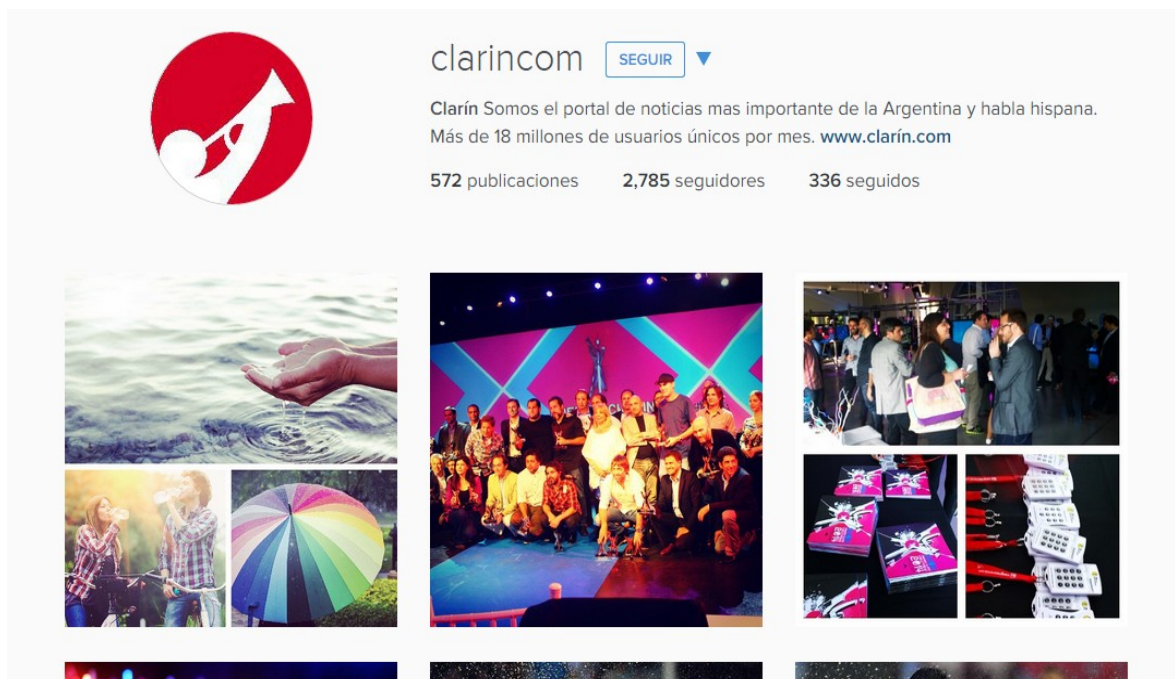 clarincom SEGUIR
Clarín Somos el portal de noticias mas importante de la Argentina y habla hispana.
Más de 18 millones de usuarios únicos por mes. www.clarín.com
572 publicaciones 2,785 seguidores 336 seguidos